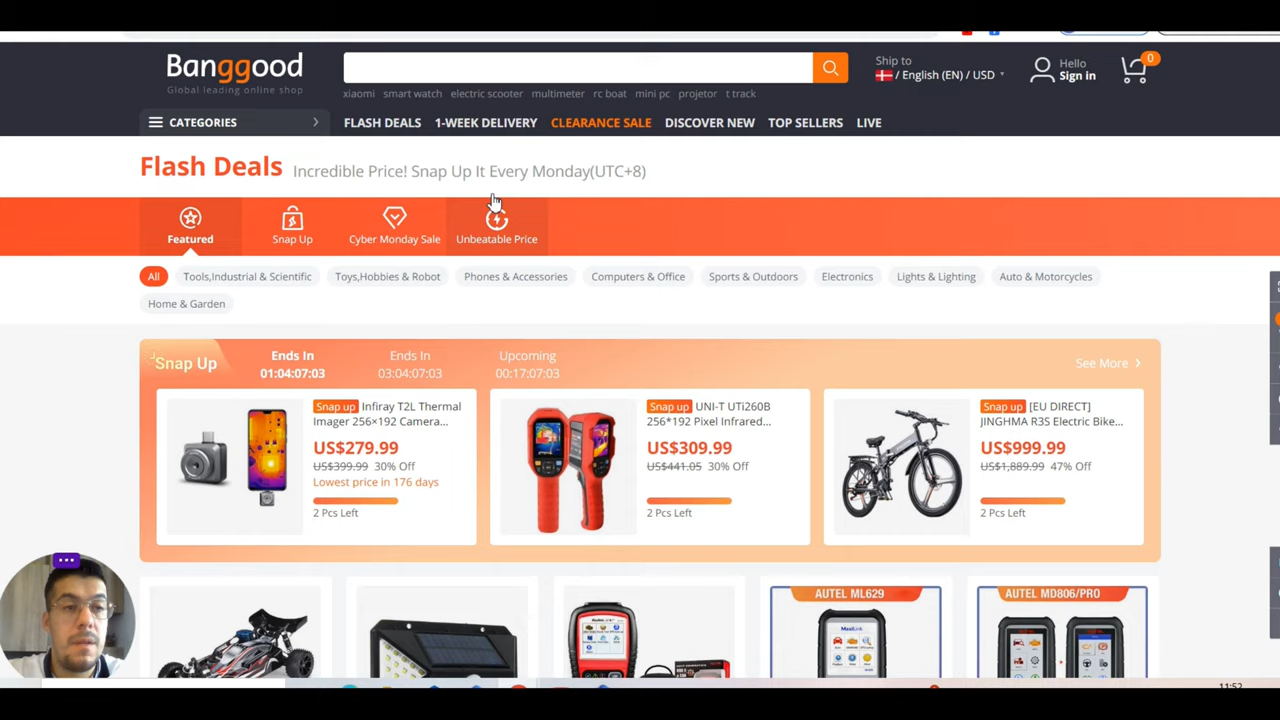 Banggood
Global leading online shop
Ship to
/ English (EN) / USD
Hello
Sign in
0
xiaomi smart watch electric scooter multimeter rc boat mini pc projetor t track
CATEGORIES
FLASH DEALS 1-WEEK DELIVERY CLEARANCE SALE DISCOVER NEW TOP SELLERS LIVE
Flash Deals Incredible Price! Snap Up It Every Monday(UTC+8)
Featured Snap Up Cyber Monday Sale Unbeatable Price
All Tools,Industrial & Scientific Toys,Hobbies & Robot Phones & Accessories Computers & Office Sports & Outdoors Electronics Lights & Lighting Auto & Motorcycles
Home & Garden
Snap Up
Ends In
01:04:07:03
Ends In
03:04:07:03
Upcoming
00:17:07:03
See More
Snap up Infiray T2L Thermal
Imager 256×192 Camera...
US$279.99
US$399.99 30% Off
Lowest price in 176 days
2 Pcs Left
Snap up UNI-T UTi260B
256*192 Pixel Infrared...
US$309.99
US$441.05 30% Off
2 Pcs Left
Snap up [EU DIRECT]
JINGHMA R3S Electric Bike...
US$999.99
US$1,889.99 47% Off
2 Pcs Left
AUTEL ML629
AUTEL MD806/PRO
11:52